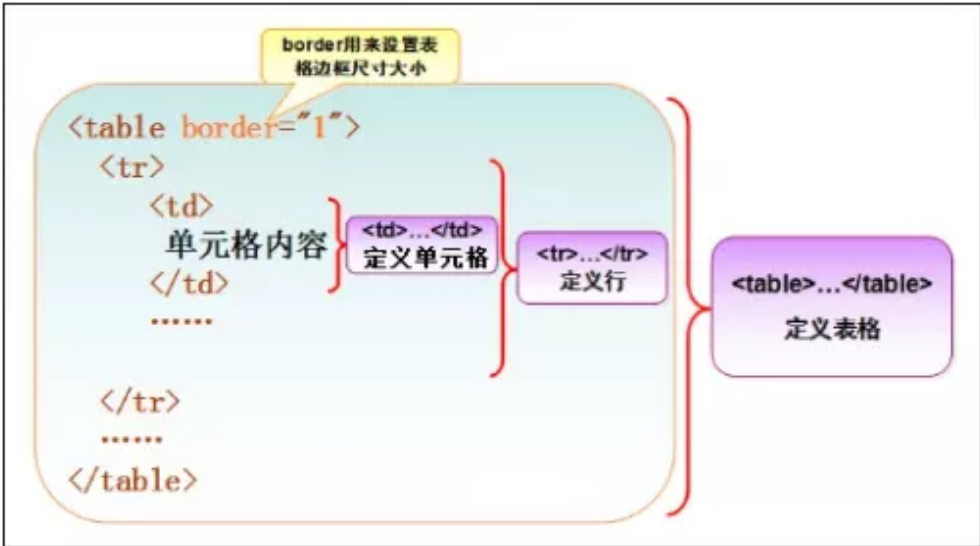 border用来设置表
格边框尺寸大小
<table border="1">
<tr>
<td>
单元格内容
</td>
……
</tr>
……
</table>
<td>…</td>
定义单元格
<tr>…</tr>
定义行
<table>…</table>
定义表格